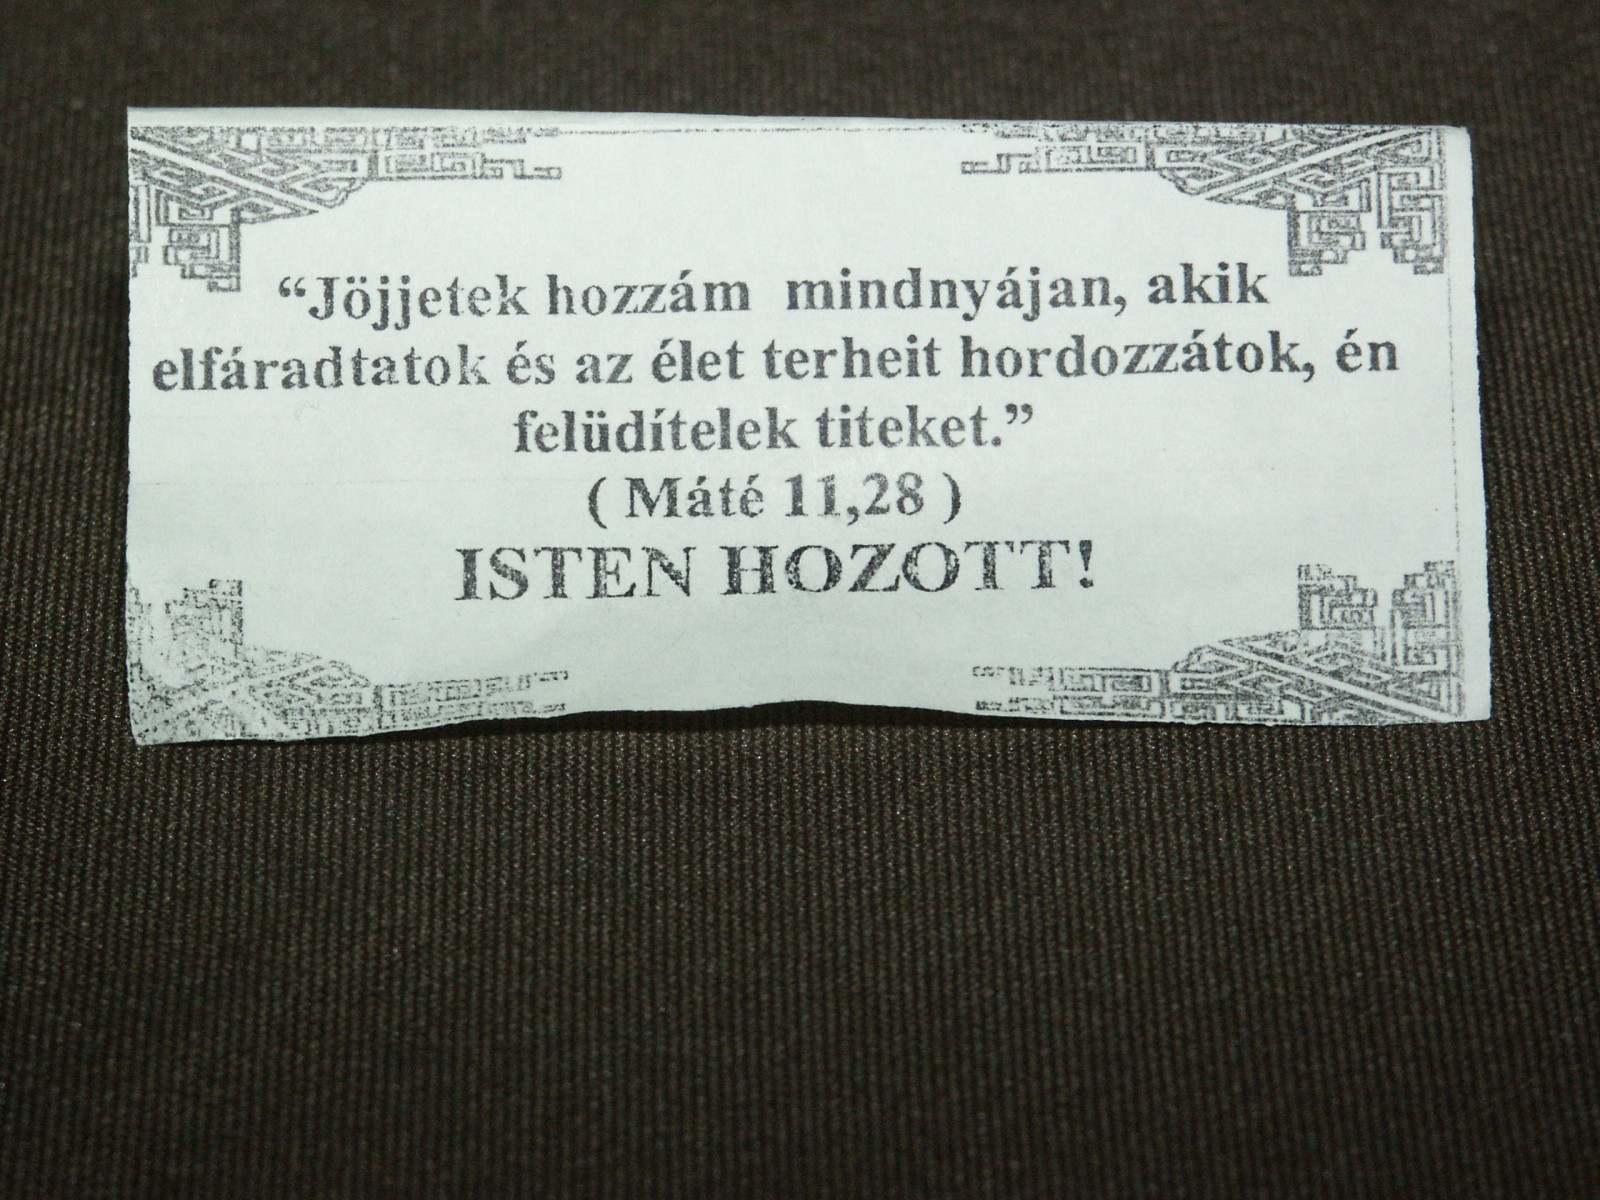 “Jöjjetek hozzám mindnyájan, akik
elfáradtatok és az élet terheit hordozzátok, én
felüdítelek titeket.”
( Máté 11,28 )
ISTEN HOZOTT!